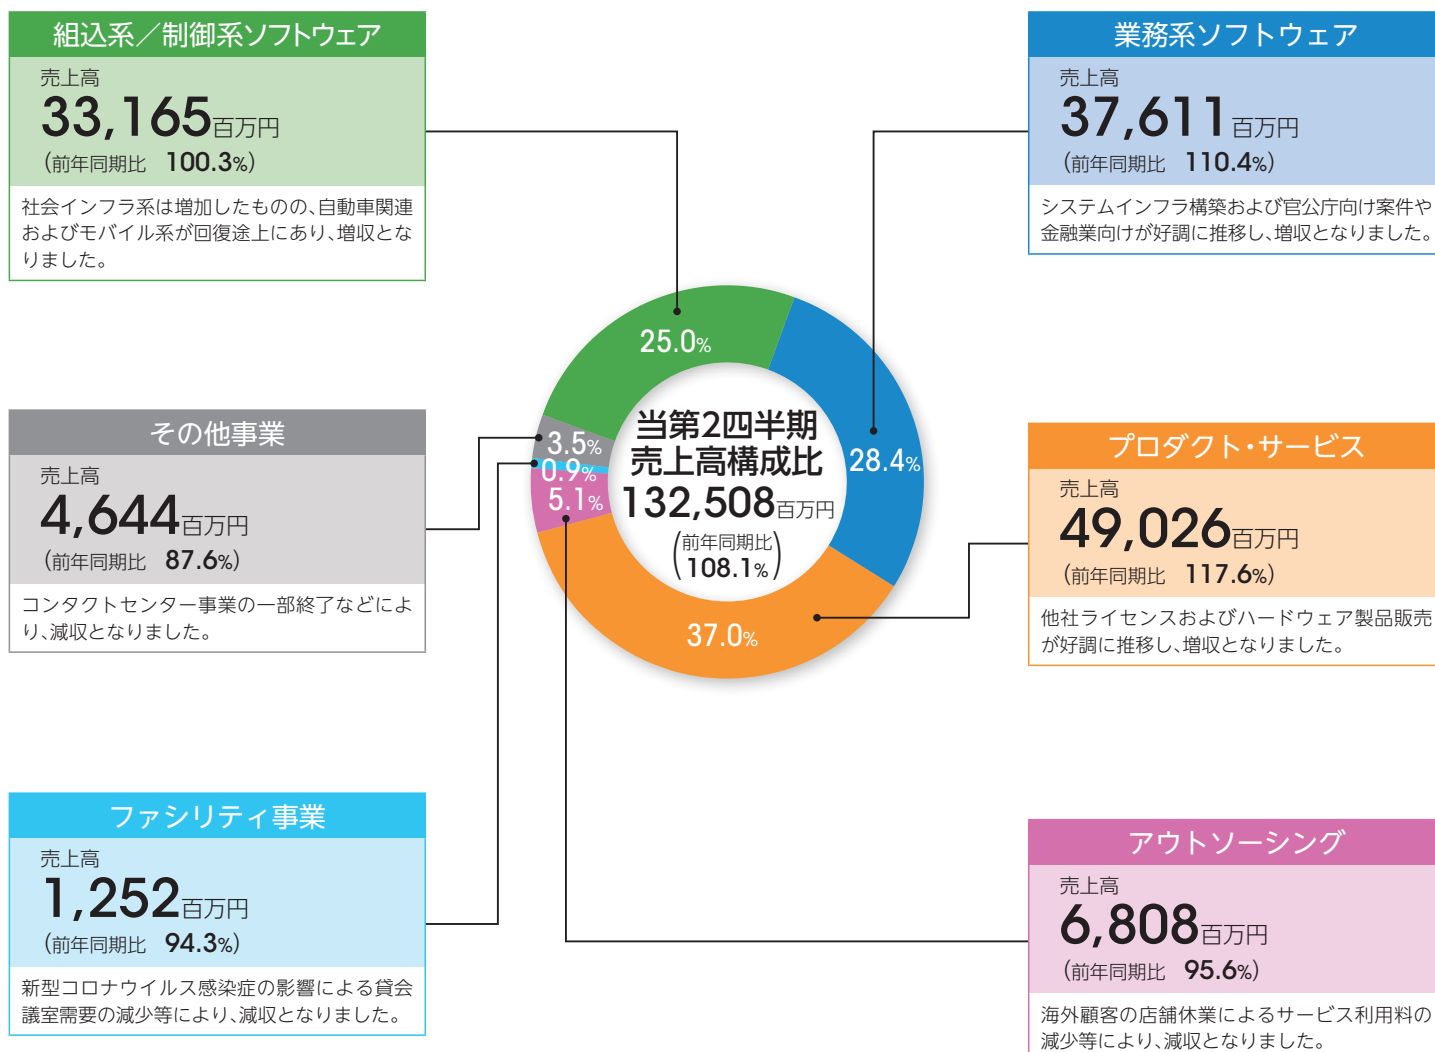 組込系／制御系ソフトウェア
売上高
33,165百万円
(前年同期比 100.3%)
社会インフラ系は増加したものの、自動車関連
およびモバイル系が回復途上にあり、増収とな
りました。
業務系ソフトウェア
売上高
37,611百万円
(前年同期比 110.4%)
システムインフラ構築および官公庁向け案件や
金融業向けが好調に推移し、増収となりました。
その他事業
売上高
4,644百万円
(前年同期比 87.6%)
コンタクトセンター事業の一部終了などによ
り、減収となりました。
25.0%
28.4%
3.5%
0.9%
5.1%
37.0%
当第2四半期
売上高構成比
132,508百万円
(前年同期比
108.1%)
プロダクト・サービス
売上高
49,026百万円
(前年同期比 117.6%)
他社ライセンスおよびハードウェア製品販売
が好調に推移し、増収となりました。
ファシリティ事業
売上高
1,252百万円
(前年同期比 94.3%)
新型コロナウイルス感染症の影響による貸会
議室需要の減少等により、減収となりました。
アウトソーシング
売上高
6,808百万円
(前年同期比 95.6%)
海外顧客の店舗休業によるサービス利用料の
減少等により、減収となりました。